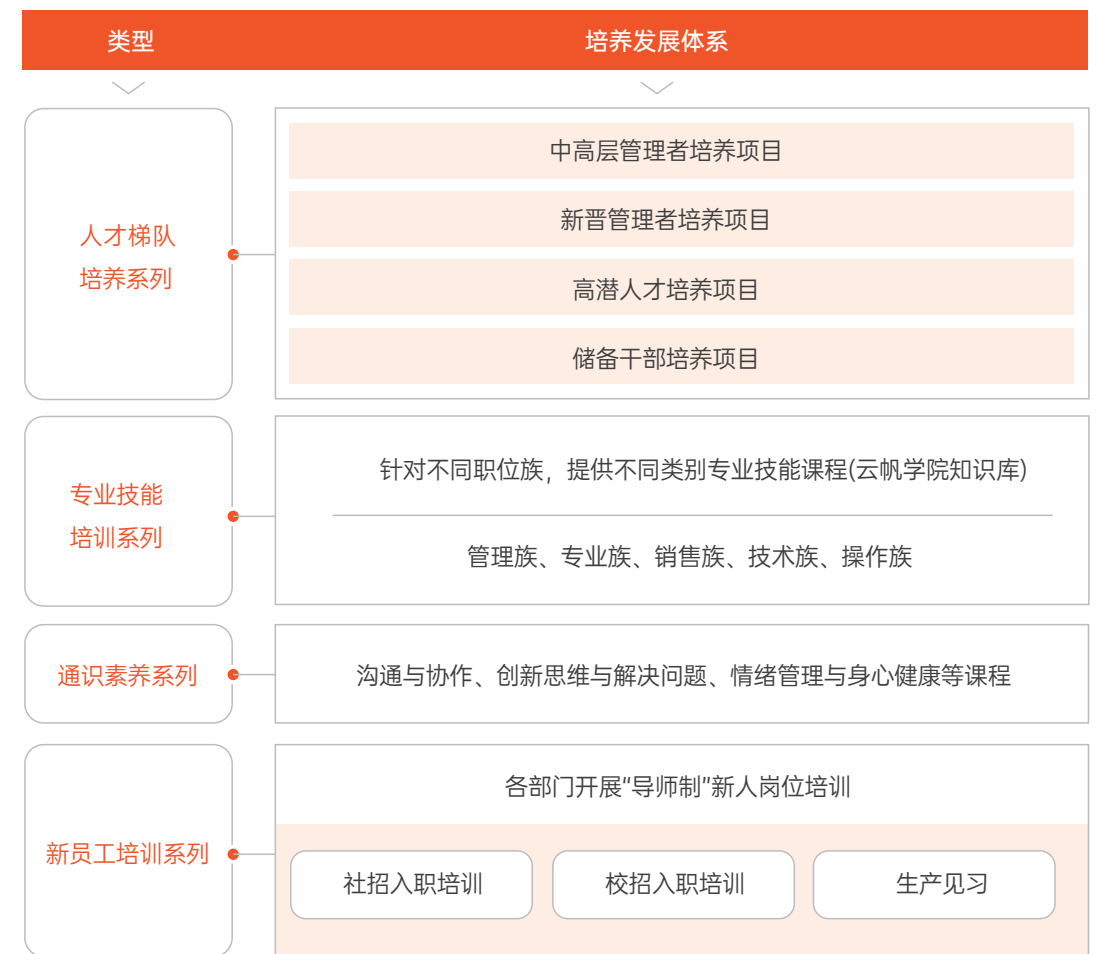 类型
培养发展体系
人才梯队
培养系列
中高层管理者培养项目
新晋管理者培养项目
高潜人才培养项目
储备干部培养项目
专业技能
培训系列
针对不同职位族，提供不同类别专业技能课程(云帆学院知识库)
管理族、专业族、销售族、技术族、操作族
通识素养系列
沟通与协作、创新思维与解决问题、情绪管理与身心健康等课程
新员工培训系列
各部门开展“导师制”新人岗位培训
社招入职培训
校招入职培训
生产见习